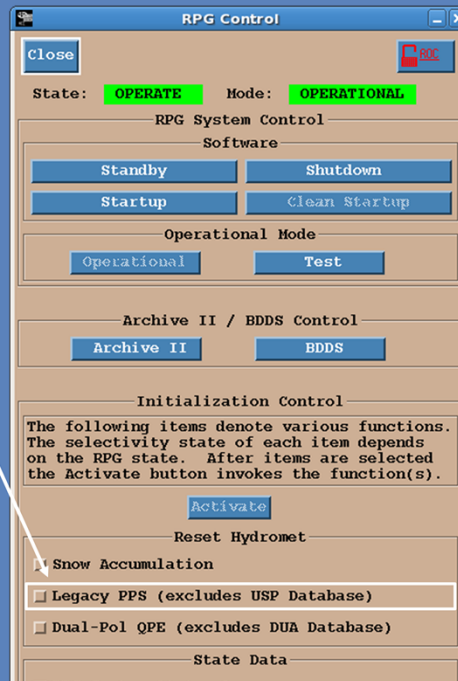 RPG Control
Close
ROC
State: OPERATE Mode: OPERATIONAL
RPG System Control
Software
Standby Shutdown
Startup Clean Startup
Operational Mode
Operational Test
Archive II / BDDS Control
Archive II BDDS
Initialization Control
The following items denote various functions.
The selectivity state of each item depends
on the RPG state. After items are selected
the Activate button invokes the function(s).
Activate
Reset Hydromet
Snow Accumulation
Legacy PPS (excludes USP Database)
Dual-Pol QPE (excludes DUA Database)
State Data